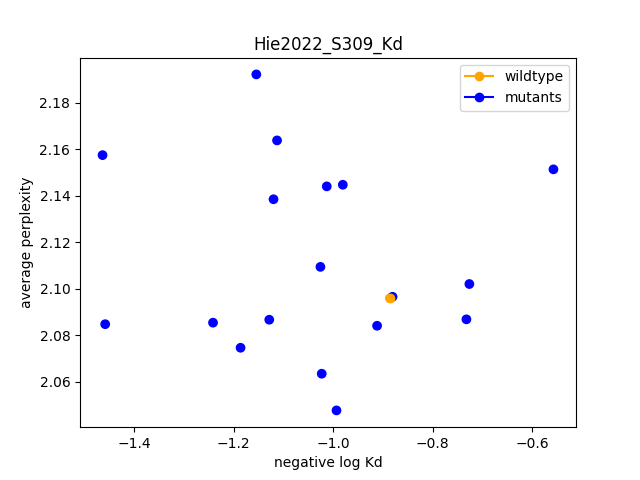 Hie2022_S309_Kd
wildtype
mutants
2.18
2.16
2.14
2.12
2.10
2.08
2.06
average perplexity
−1.4
−1.2
−1.0
−0.8
−0.6
negative log Kd